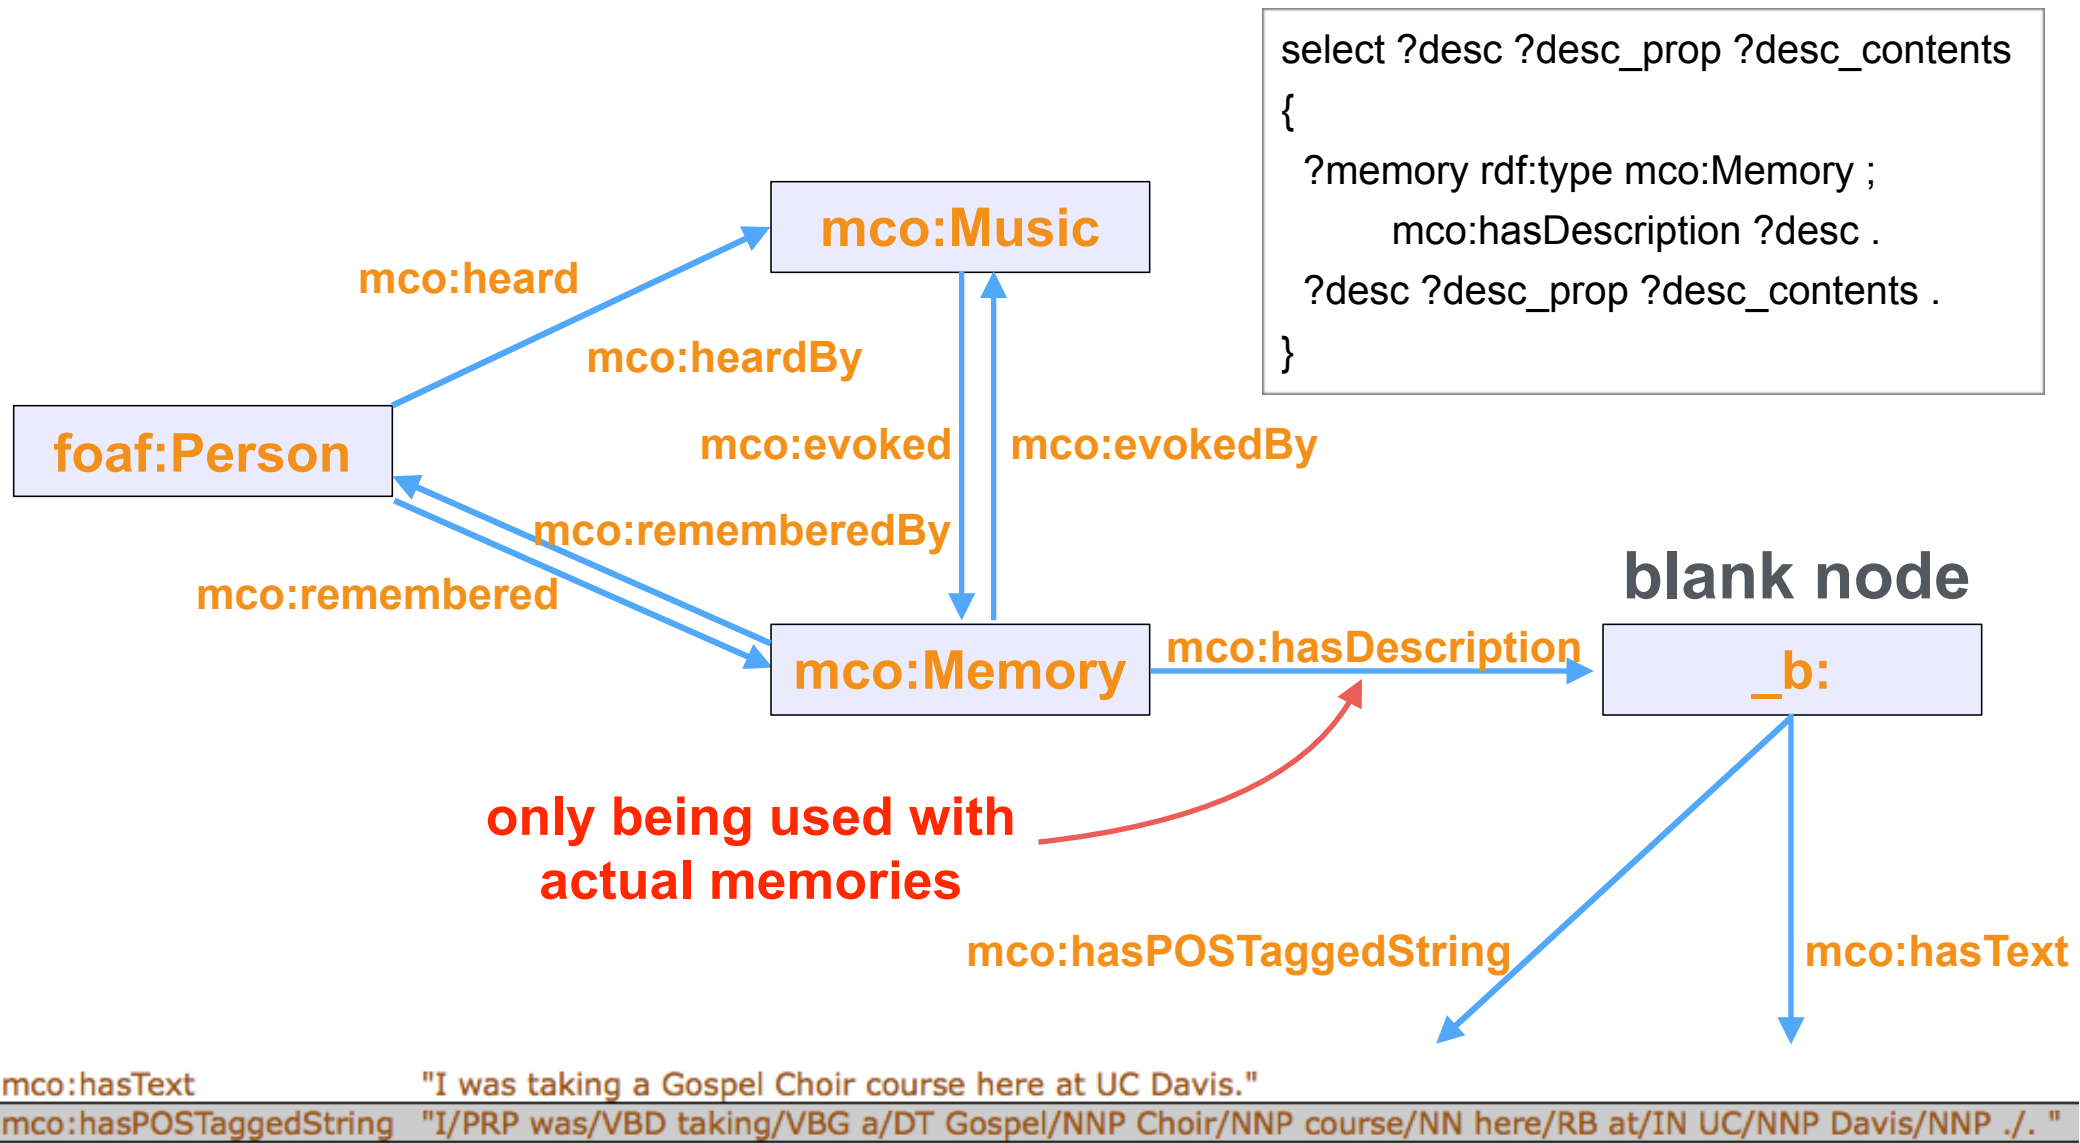 select ?desc ?desc_prop ?desc_contents
{
?memory rdf:type mco:Memory ;
mco:hasDescription ?desc .
?desc ?desc_prop ?desc_contents .
}
mco:Music
mco:heard
mco:heardBy
foaf:Person
mco:evoked
mco:evokedBy
mco:rememberedBy
mco:remembered
blank node
mco:Memory
mco:hasDescription
_b:
only being used with
actual memories
mco:hasPOSTaggedString
mco:hasText
mco:hasText "I was taking a Gospel Choir course here at UC Davis."
mco:hasPOSTaggedString "I/PRP was/VBD taking/VBG a/DT Gospel/NNP Choir/NNP course/NN here/RB at/IN UC/NNP Davis/NNP ./. "